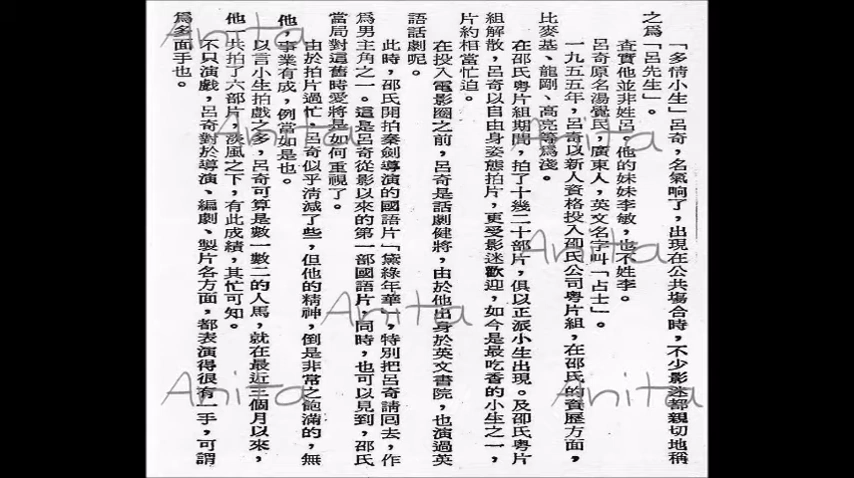 「多情小生」呂奇，名氣响了，出現在公共場合時，不少影迷都親切地稱
之爲「呂先生」。
查實他並非姓呂。他的妹妹李敏，也不姓李。
呂奇原名湯覺民，廣東人，英文名字叫「占士」。
一九五五年，呂奇以新人資格投入邵氏公司粤片組，在邵氏的資歷方面，
比麥基、龍剛、高亮等爲淺。
在邵氏粤片組期間，拍了十幾二十部片，俱以正派小生出現。及邵氏粤片
組解散，呂奇以自由身姿態拍片，更受影迷歡迎，如今是最吃香的小生之一，
片約相當忙迫。
在投入電影圈之前，呂奇是話劇健將，由於他出身於英文書院，也演過英
語話劇呢。
此時，邵氏開拍秦劍導演的國語片「黛綠年華」，特別把呂奇請回去，作
爲男主角之一。這是呂奇從影以來的第一部國語片，同時，也可以見到，邵氏
當局對這舊時愛將是如何重視了。
由於拍片過忙，呂奇似乎清減了些，但他的精神，倒是非常之飽滿的，無
他，事業有成，例當如是也。
以言小生拍戲之多，呂奇可算是數一數二的人馬，就在最近三個月以來，
他一共拍了六部片，淡風之下，有此成績，其忙可知。
不只演戲，呂奇對於導演、編劇、製片各方面，都表演得很有一手，可謂
爲多面手也。
Anita
Anita
Anita
Anita
Anita
Anita
Anita